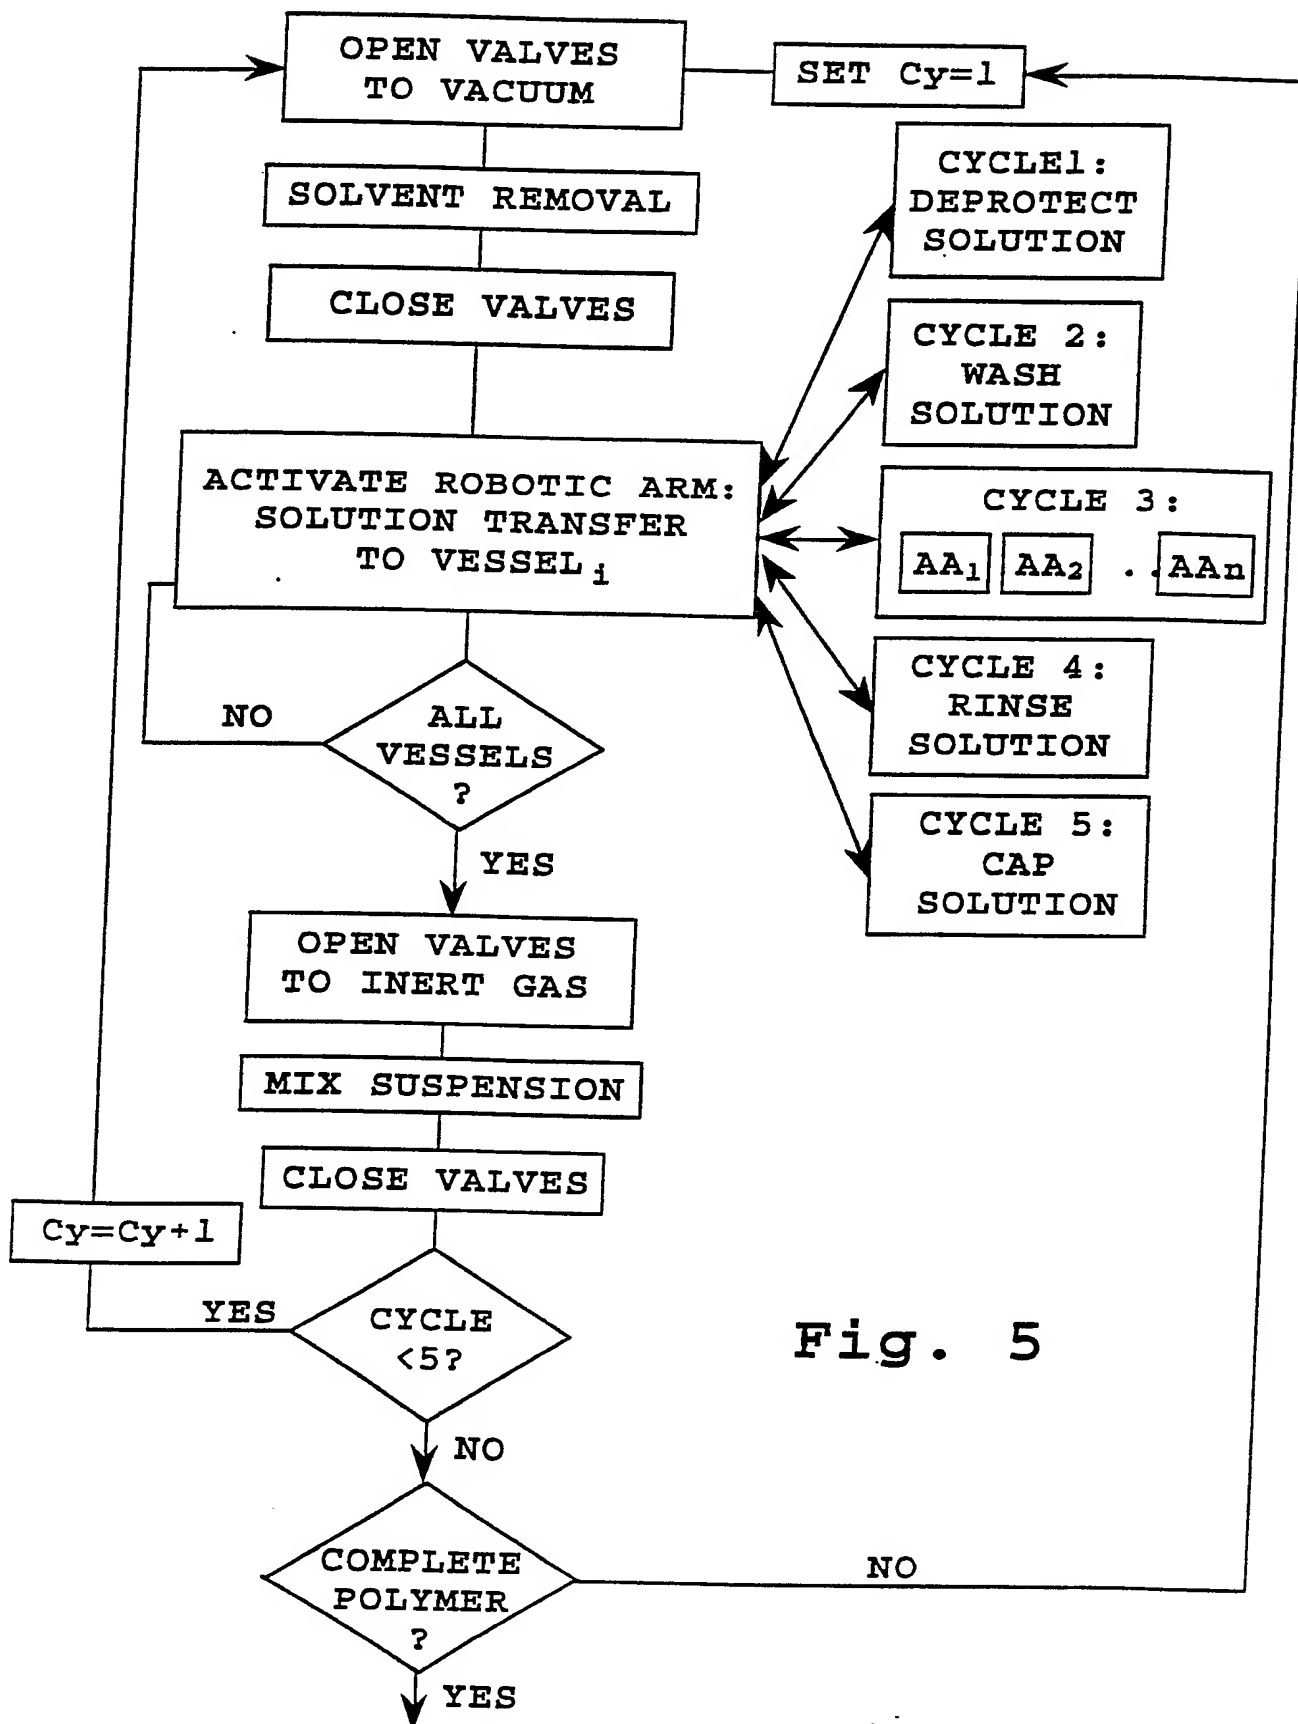 OPEN VALVES
TO VACUUM
SET Cy=1
SOLVENT REMOVAL
CLOSE VALVES
CYCLE1:
DEPROTECT
SOLUTION
CYCLE 2:
WASH
SOLUTION
ACTIVATE ROBOTIC ARM:
SOLUTION TRANSFER
TO VESSELi
CYCLE 3:
AA1 AA2 .. AAn
CYCLE 4:
RINSE
SOLUTION
CYCLE 5:
CAP
SOLUTION
NO
ALL
VESSELS
?
YES
OPEN VALVES
TO INERT GAS
MIX SUSPENSION
CLOSE VALVES
Cy=Cy+1
YES
CYCLE
<5?
Fig. 5
NO
COMPLETE
POLYMER
?
NO
YES